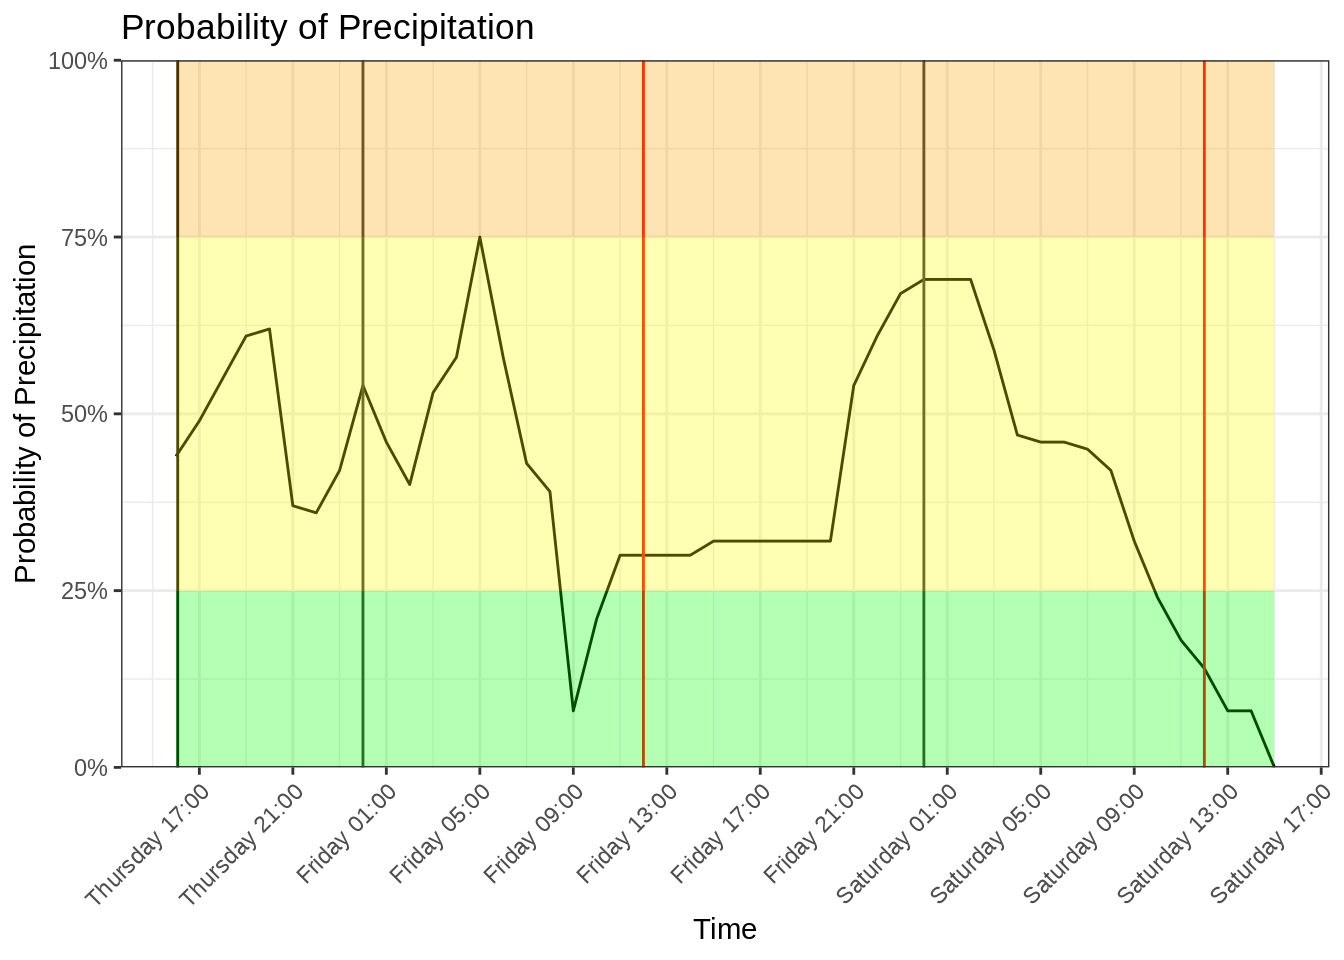 Probability of Precipitation
Probability of Precipitation
100%
75%
50%
25%
0%
Thursday 17:00
Thursday 21:00
Friday 01:00
Friday 05:00
Friday 09:00
Friday 13:00
Friday 17:00
Friday 21:00
Saturday 01:00
Saturday 05:00
Saturday 09:00
Saturday 13:00
Saturday 17:00
Time